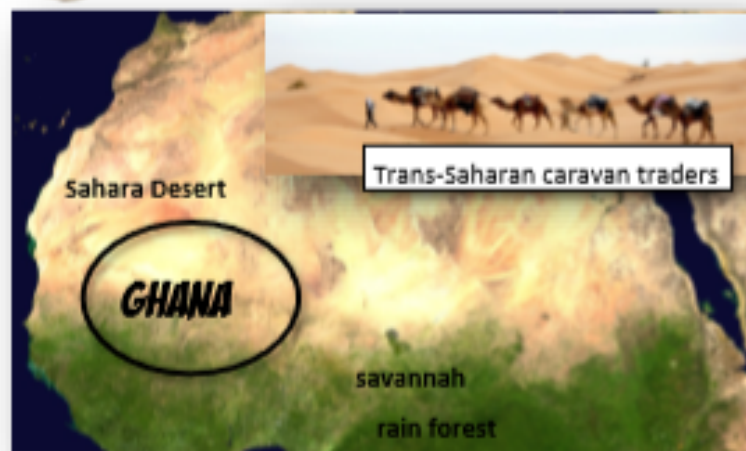 Trans-Saharan caravan traders
Sahara Desert
GHANA
savannah
rain forest